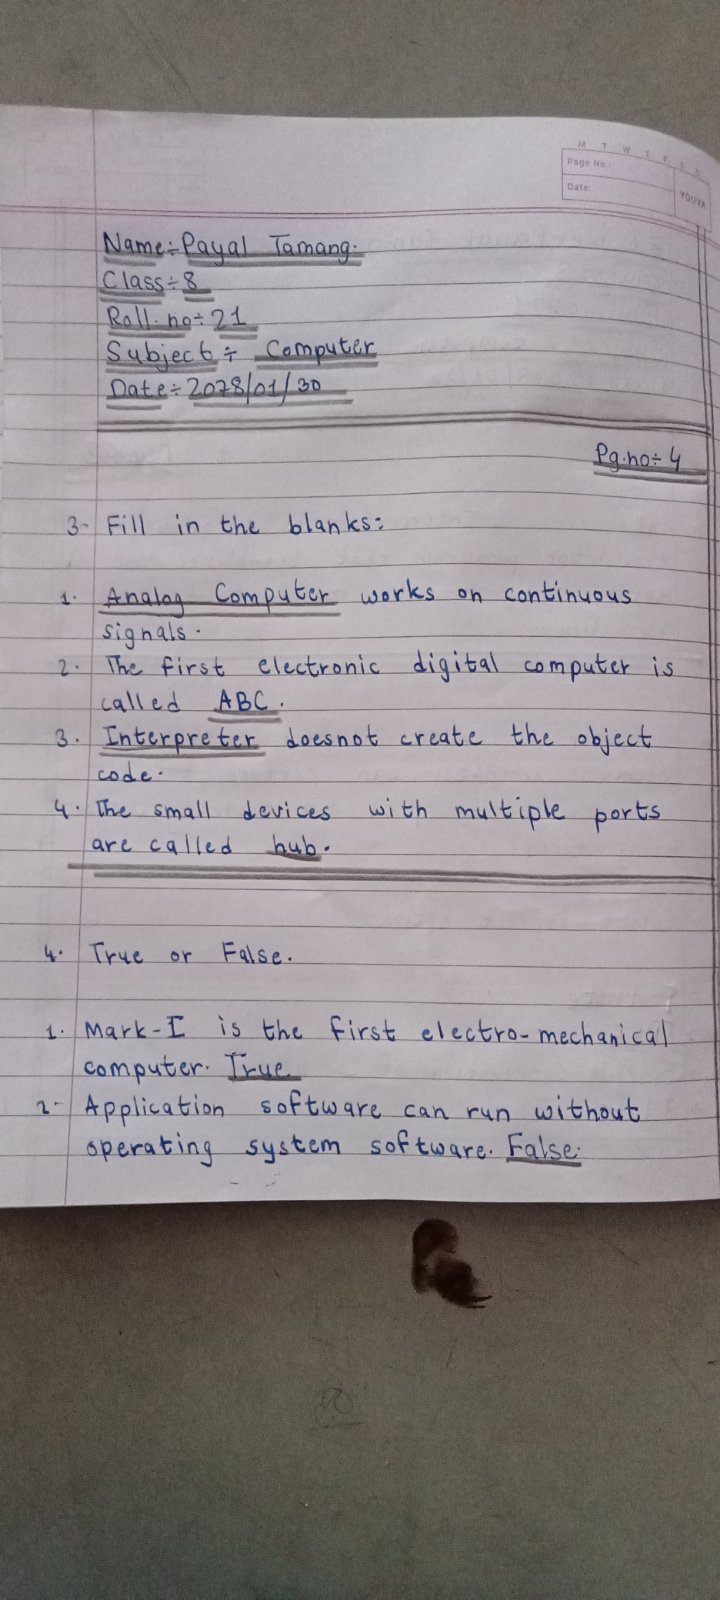 M T W T F S S
Page No.:
Date:
YOUVA
Name÷Payal Tamang.
Class÷8
Roll.no÷21
Subject ÷ Computer
Date÷2078/01/30
Pg.no÷4
3- Fill in the blanks:
1. Analog Computer works on continuous
signals.
2. The first electronic digital computer is
called ABC.
3. Interpreter doesnot create the object
code.
4. The small devices with multiple ports
are called hub.
4. True or False.
1. Mark-I is the first electro-mechanical
computer. True
2- Application software can run without
operating system software. False.